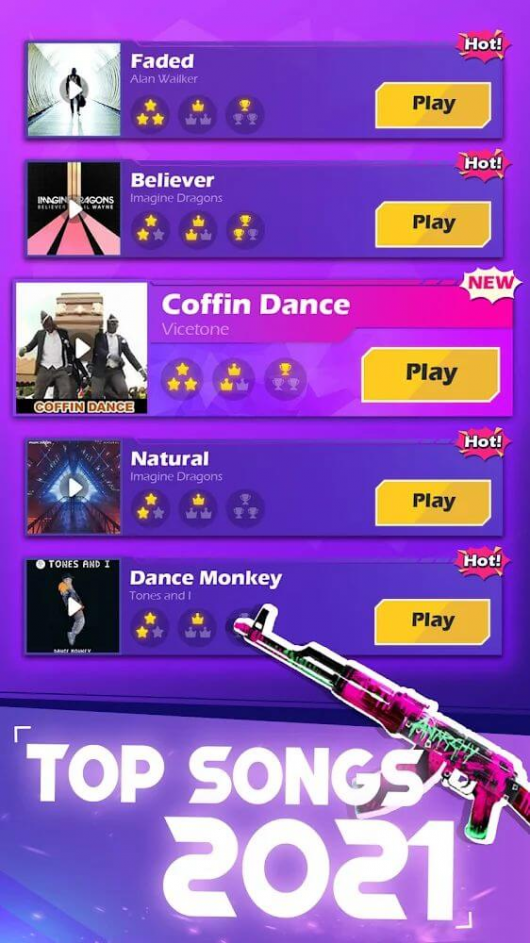 Hot!
Faded
Alan Wailker
Play
Hot!
Believer
Imagine Dragons
Play
IMAGINE DRAGONS
BELIEVER LIL WAYNE
NEW
Coffin Dance
Vicetone
Play
COFFIN DANCE
Hot!
Natural
Imagine Dragons
Play
Hot!
TONES AND I
Dance Monkey
Tones and I
Play
DANCE MONKEY
ANARCHY
TOP SONGS
2021